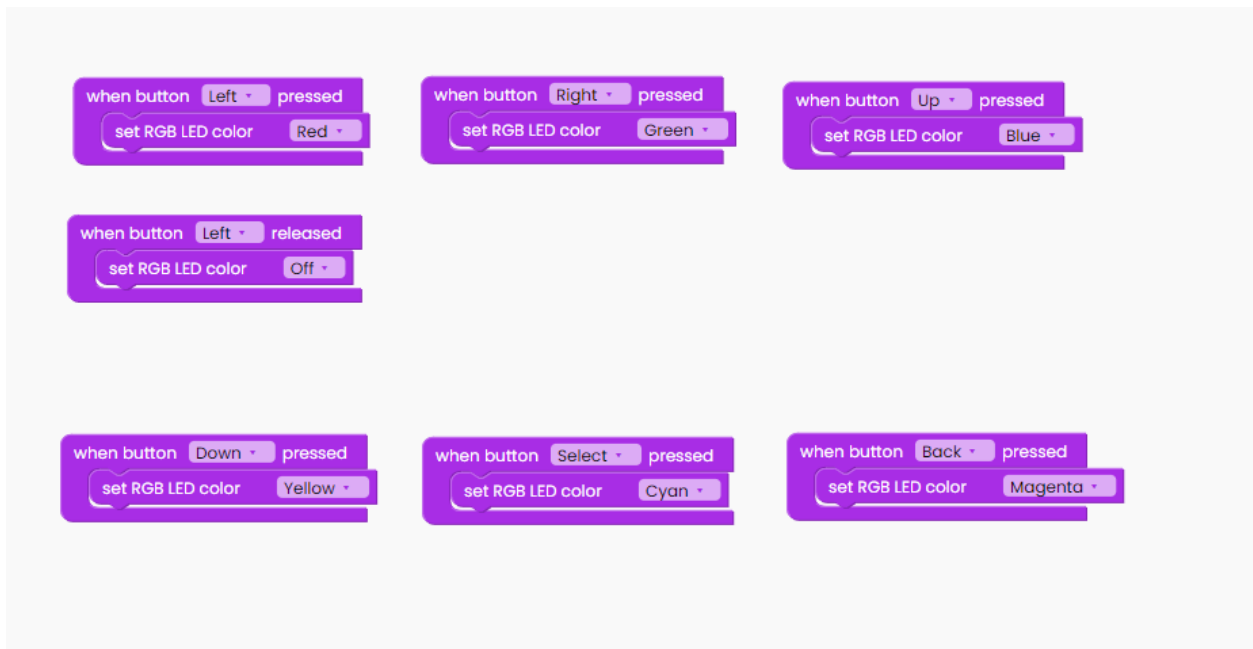 when button Left pressed
set RGB LED color Red
when button Right pressed
set RGB LED color Green
when button Up pressed
set RGB LED color Blue
when button Left released
set RGB LED color Off
when button Down pressed
set RGB LED color Yellow
when button Select pressed
set RGB LED color Cyan
when button Back pressed
set RGB LED color Magenta